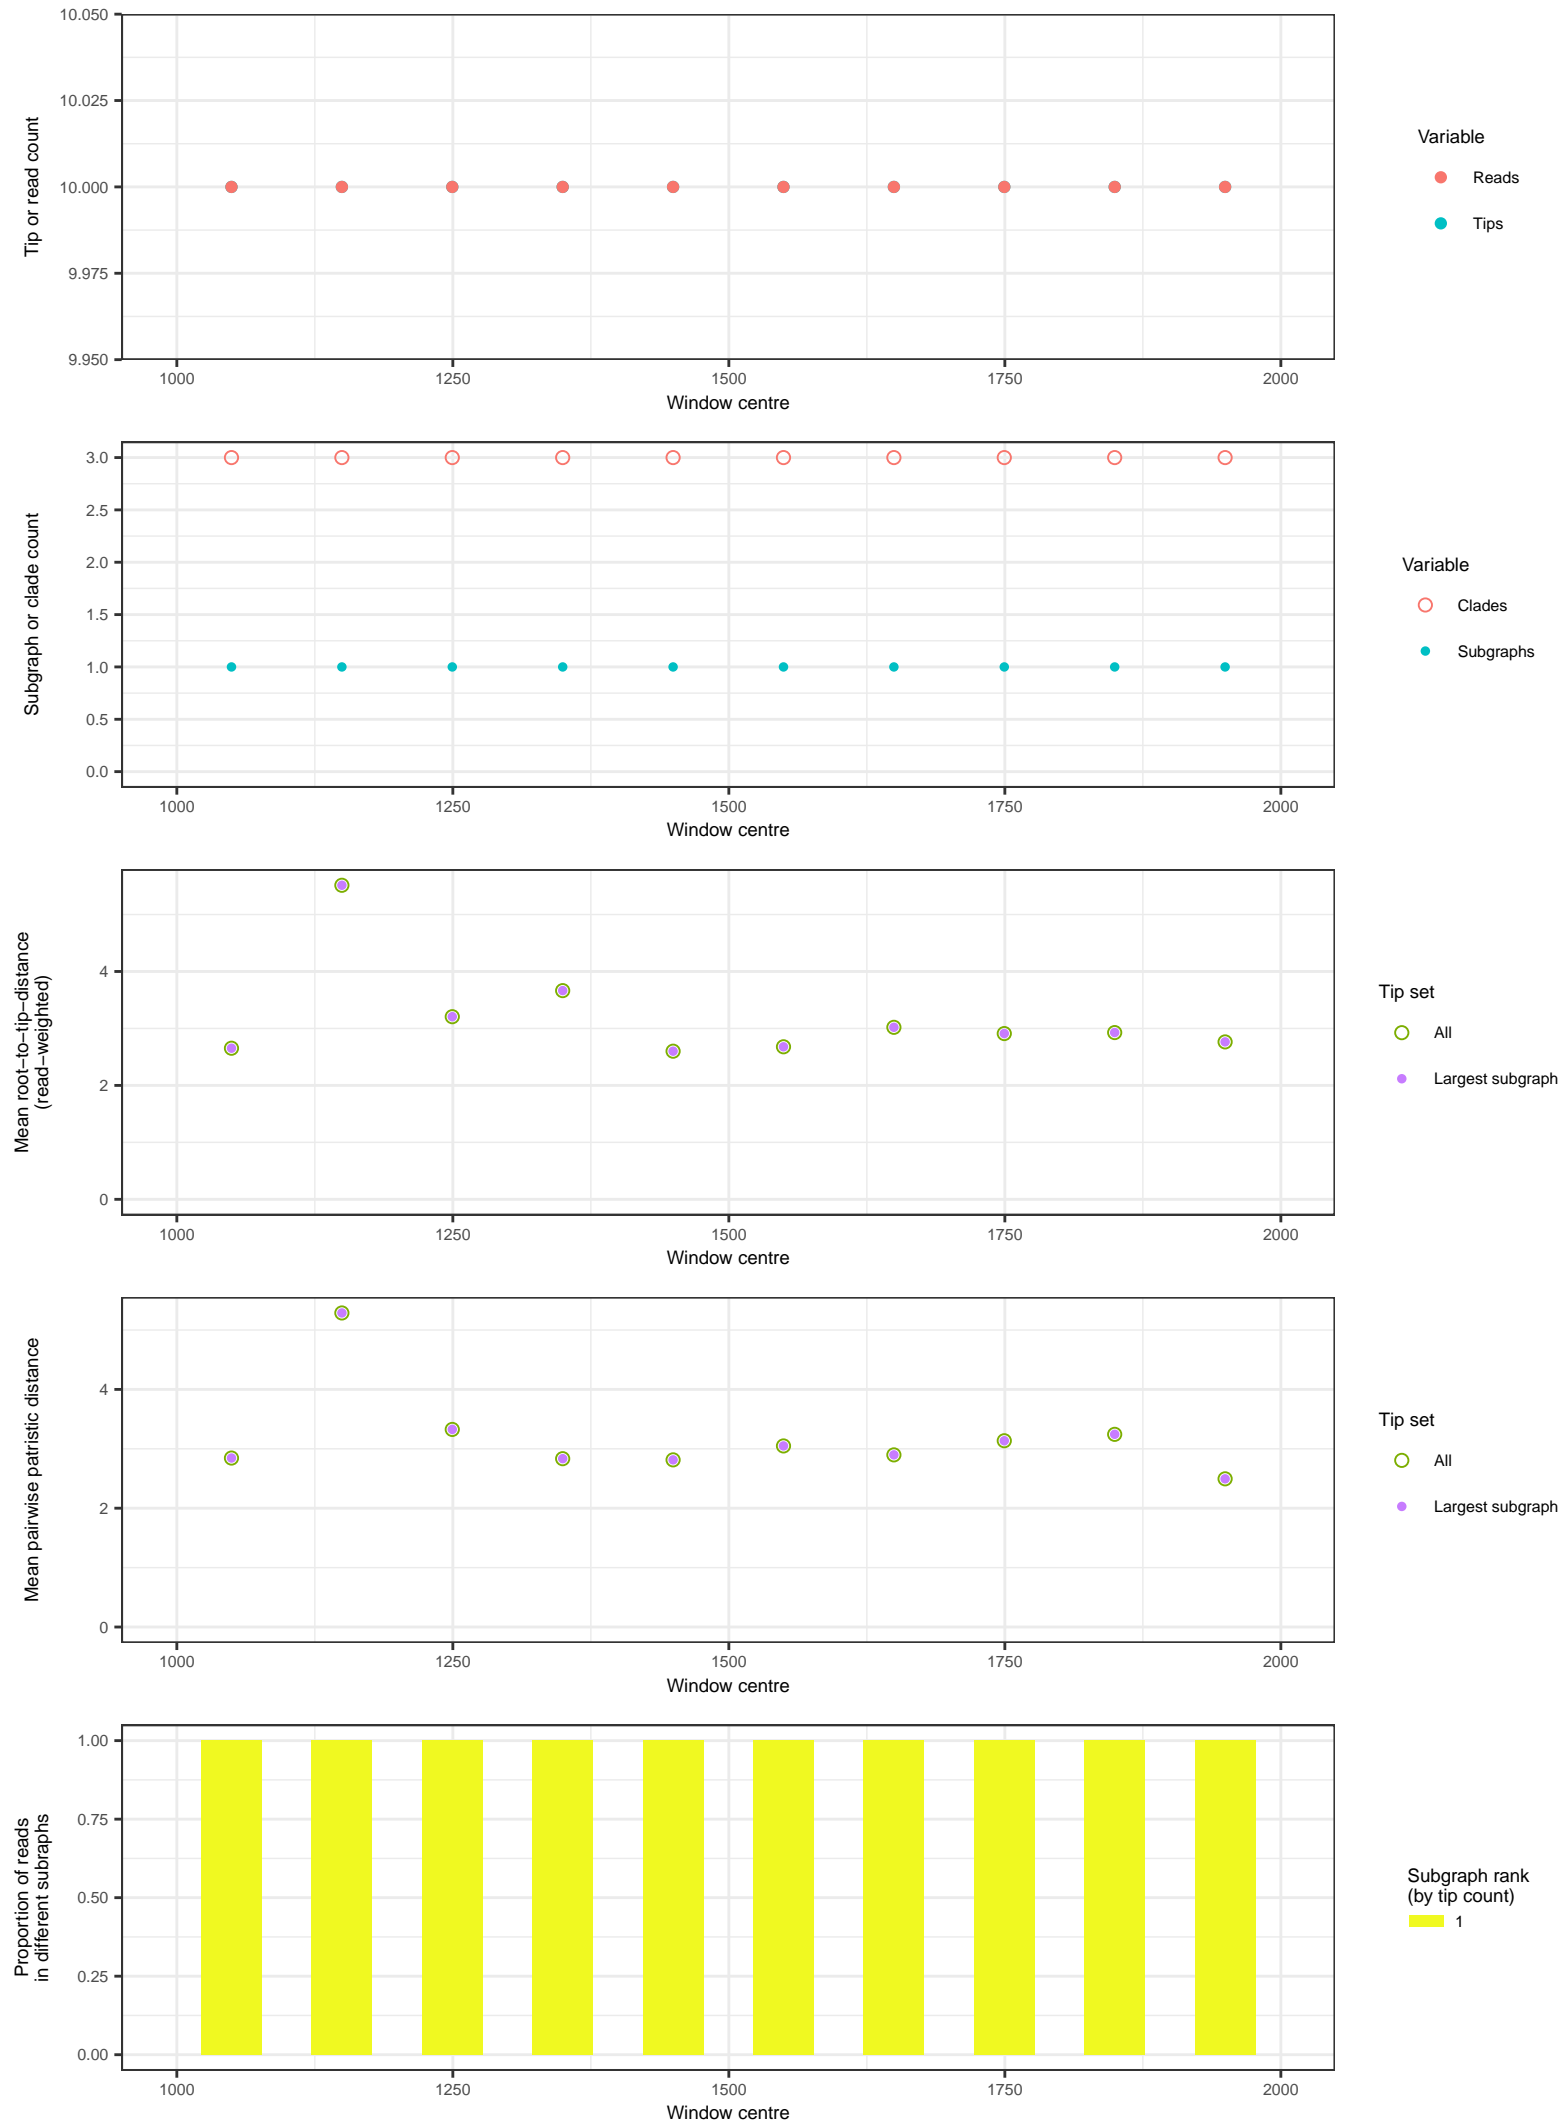 10.050
10.025
10.000
9.975
9.950
Tip or read count
1000 1250 1500 1750 2000
Window centre
Variable
Reads
Tips
3.0
2.5
2.0
1.5
1.0
0.5
0.0
Subgraph or clade count
1000 1250 1500 1750 2000
Window centre
Variable
Clades
Subgraphs
4
2
0
Mean root−to−tip−distance
(read−weighted)
1000 1250 1500 1750 2000
Window centre
Tip set
All
Largest subgraph
4
2
0
Mean pairwise patristic distance
1000 1250 1500 1750 2000
Window centre
Tip set
All
Largest subgraph
1.00
0.75
0.50
0.25
0.00
Proportion of reads
in different subraphs
1000 1250 1500 1750 2000
Window centre
Subgraph rank
(by tip count)
1